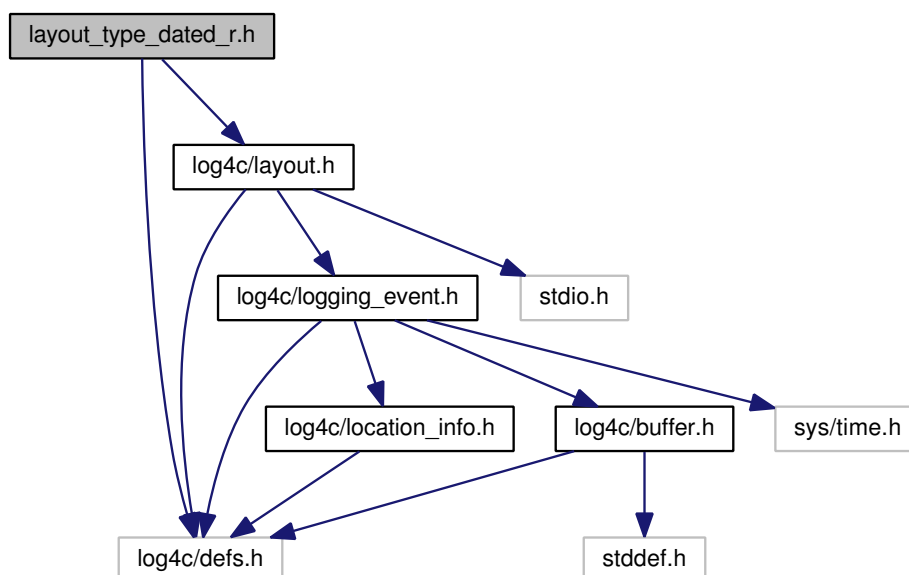 layout_type_dated_r.h
log4c/layout.h
log4c/logging_event.h
stdio.h
log4c/location_info.h
log4c/buffer.h
sys/time.h
log4c/defs.h
stddef.h